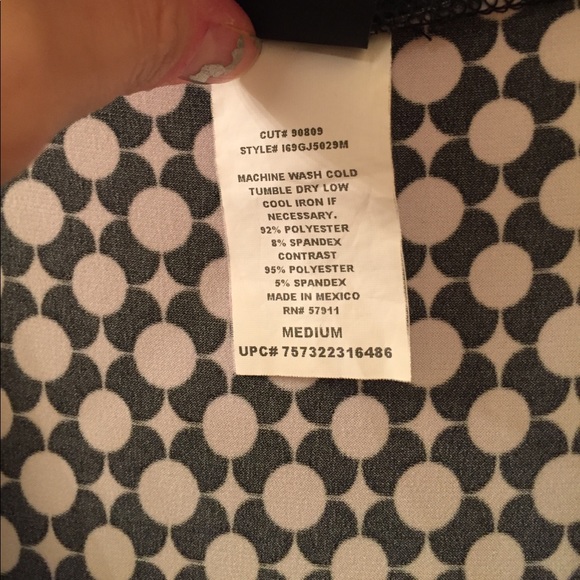 CUT# 90809
STYLE# I69GJ5029M
MACHINE WASH COLD
TUMBLE DRY LOW
COOL IRON IF
NECESSARY.
92% POLYESTER
8% SPANDEX
CONTRAST
95% POLYESTER
5% SPANDEX
MADE IN MEXICO
RN# 57911
MEDIUM
UPC# 757322316486